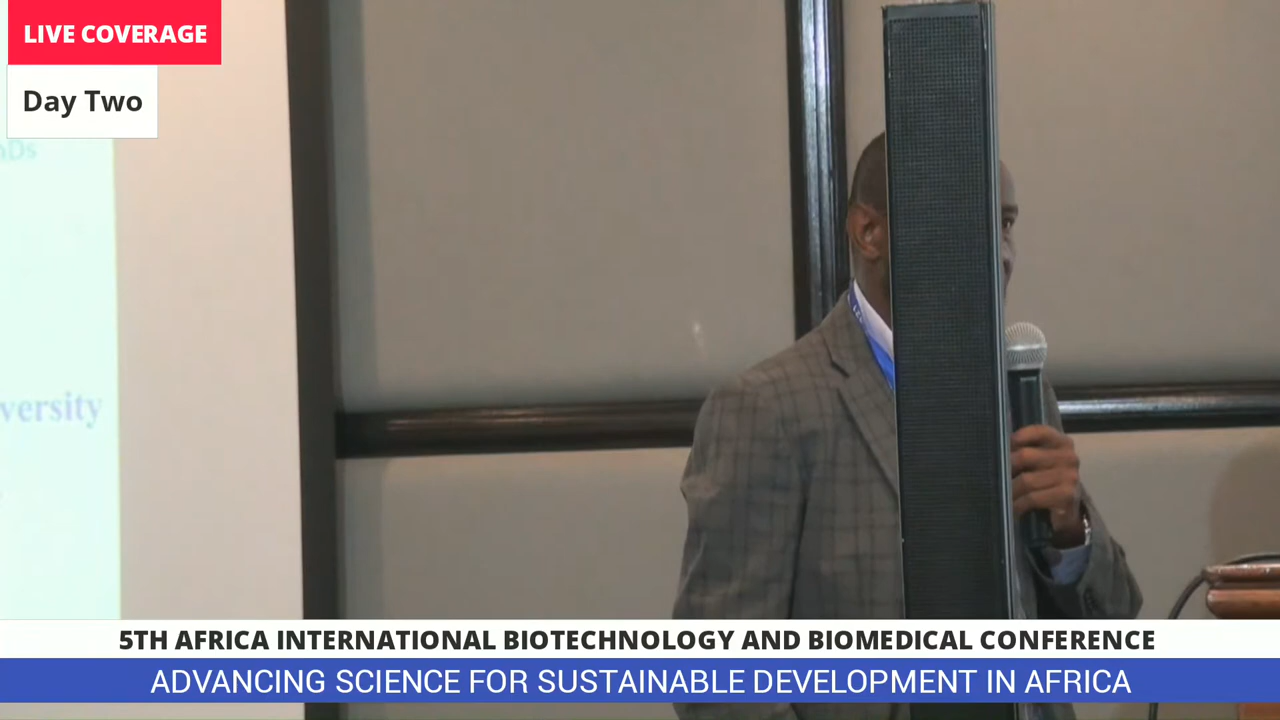 LIVE COVERAGE
Day Two
nDs
versity
5TH AFRICA INTERNATIONAL BIOTECHNOLOGY AND BIOMEDICAL CONFERENCE
ADVANCING SCIENCE FOR SUSTAINABLE DEVELOPMENT IN AFRICA